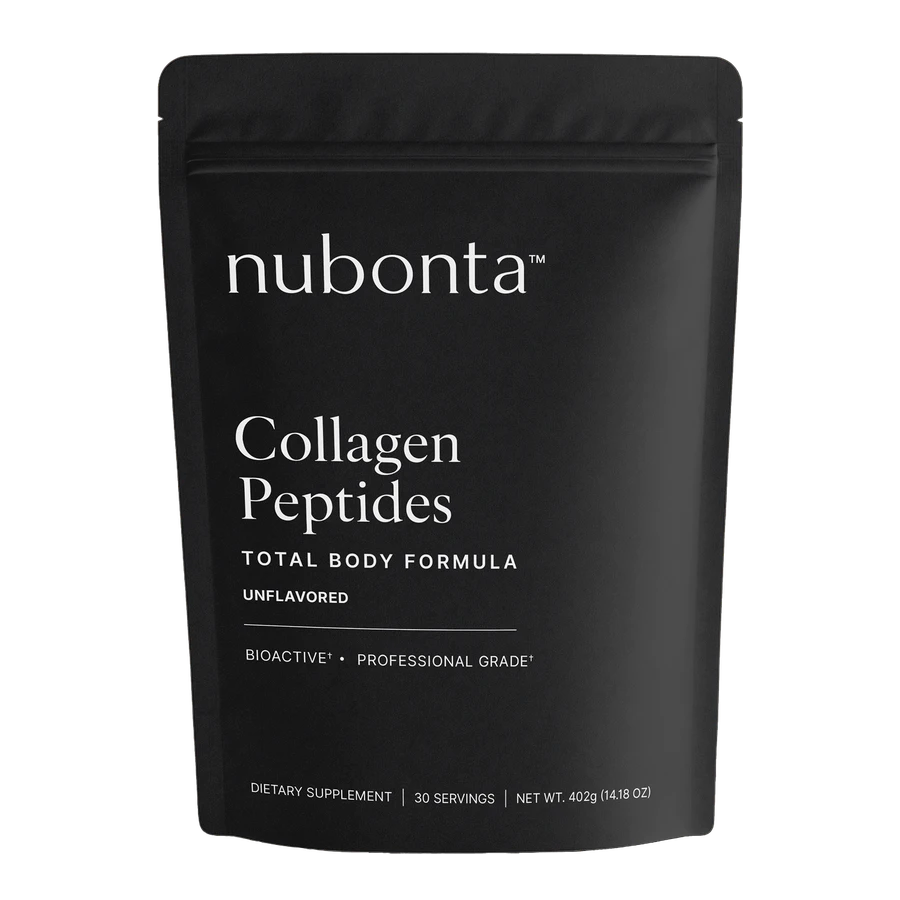 nubonta™
Collagen
Peptides
TOTAL BODY FORMULA
UNFLAVORED
BIOACTIVE† • PROFESSIONAL GRADE†
DIETARY SUPPLEMENT | 30 SERVINGS | NET WT. 402g (14.18 OZ)